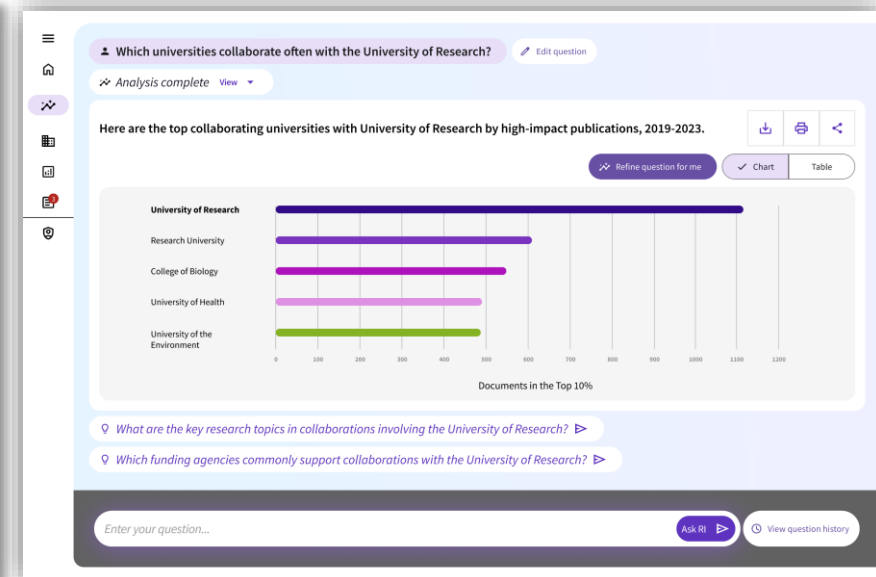 Which universities collaborate often with the University of Research?
Edit question
Analysis complete View
Here are the top collaborating universities with University of Research by high-impact publications, 2019-2023.
Refine question for me
Chart
Table
University of Research
Research University
College of Biology
University of Health
University of the
Environment
0 100 200 300 400 500 600 700 800 900 1000 1100 1200
Documents in the Top 10%
What are the key research topics in collaborations involving the University of Research?
Which funding agencies commonly support collaborations with the University of Research?
Enter your question...
Ask RI
View question history